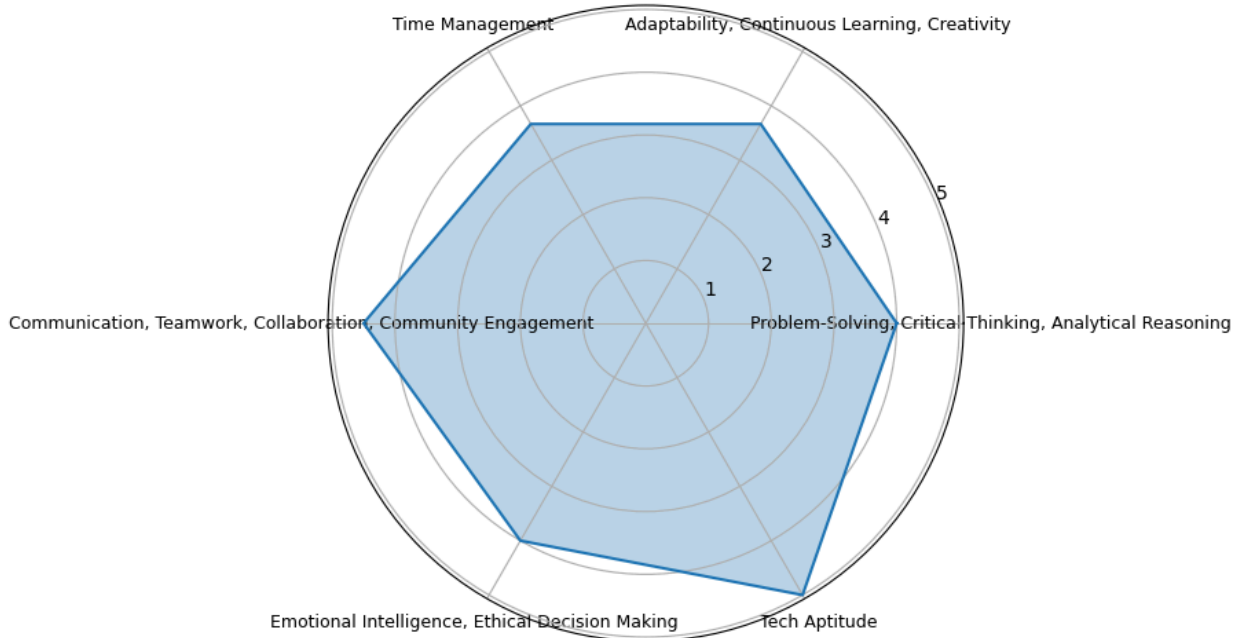 Time Management
Adaptability, Continuous Learning, Creativity
5
4
3
2
1
Communication, Teamwork, Collaboration, Community Engagement
Problem-Solving, Critical Thinking, Analytical Reasoning
Emotional Intelligence, Ethical Decision Making
Tech Aptitude